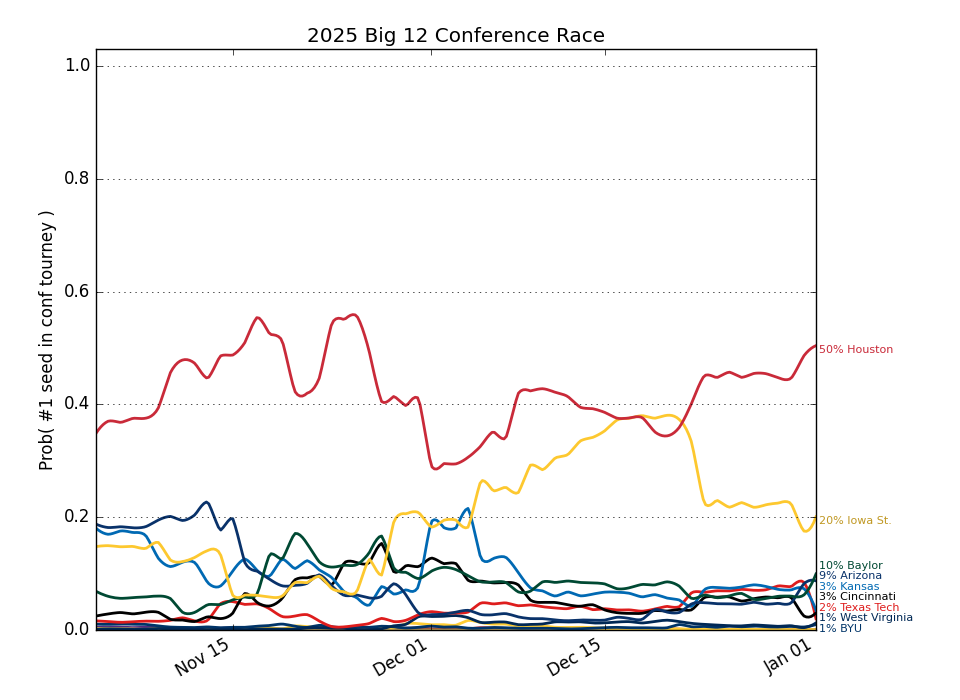 2025 Big 12 Conference Race
Prob( #1 seed in conf tourney )
1.0
0.8
0.6
0.4
0.2
0.0
Nov 15
Dec 01
Dec 15
Jan 01
50% Houston
20% Iowa St.
10% Baylor
9% Arizona
3% Kansas
3% Cincinnati
2% Texas Tech
1% West Virginia
1% BYU